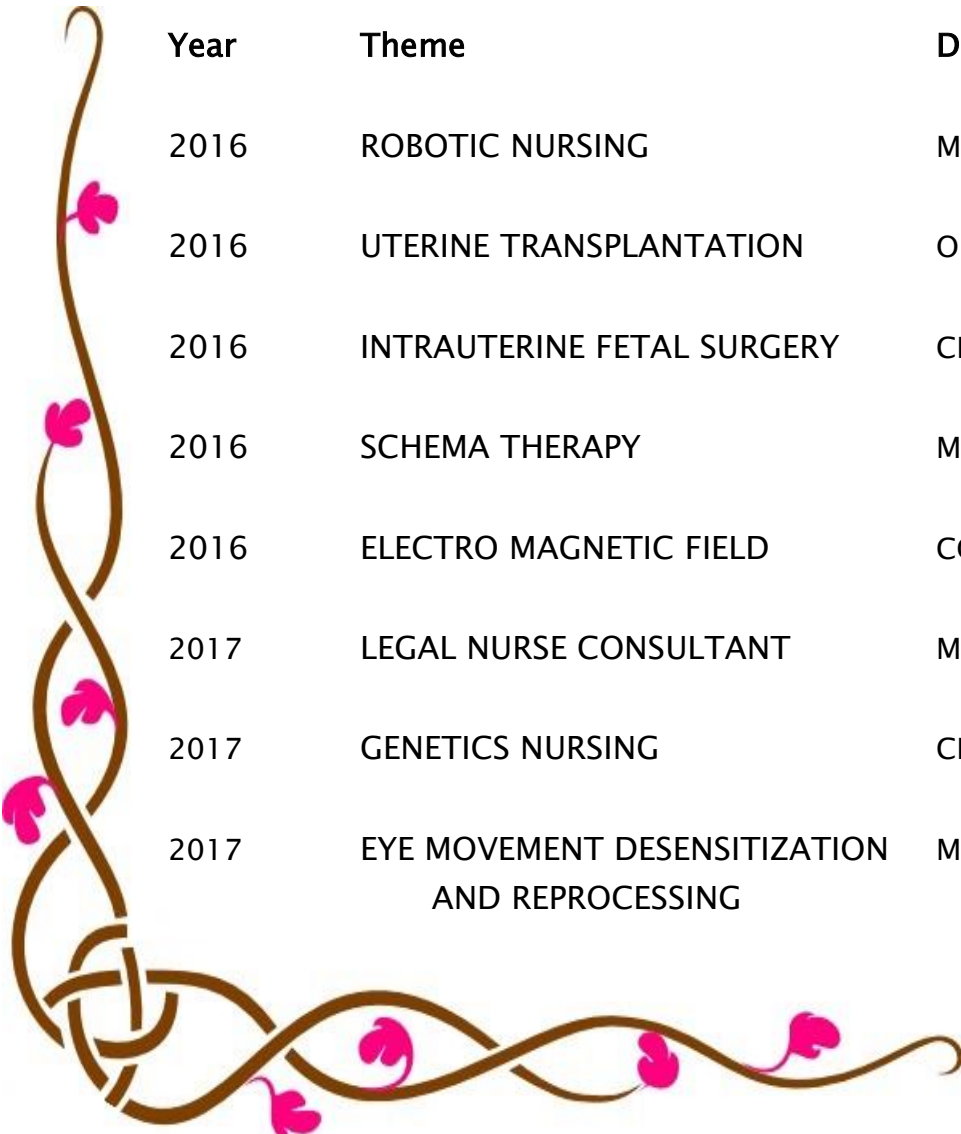 Year Theme D
2016 ROBOTIC NURSING M
2016 UTERINE TRANSPLANTATION O
2016 INTRAUTERINE FETAL SURGERY
2016 SCHEMA THERAPY M
2016 ELECTRO MAGNETIC FIELD
2017 LEGAL NURSE CONSULTANT M
2017 GENETICS NURSING
2017 EYE MOVEMENT DESENSITIZATION M
AND REPROCESSING